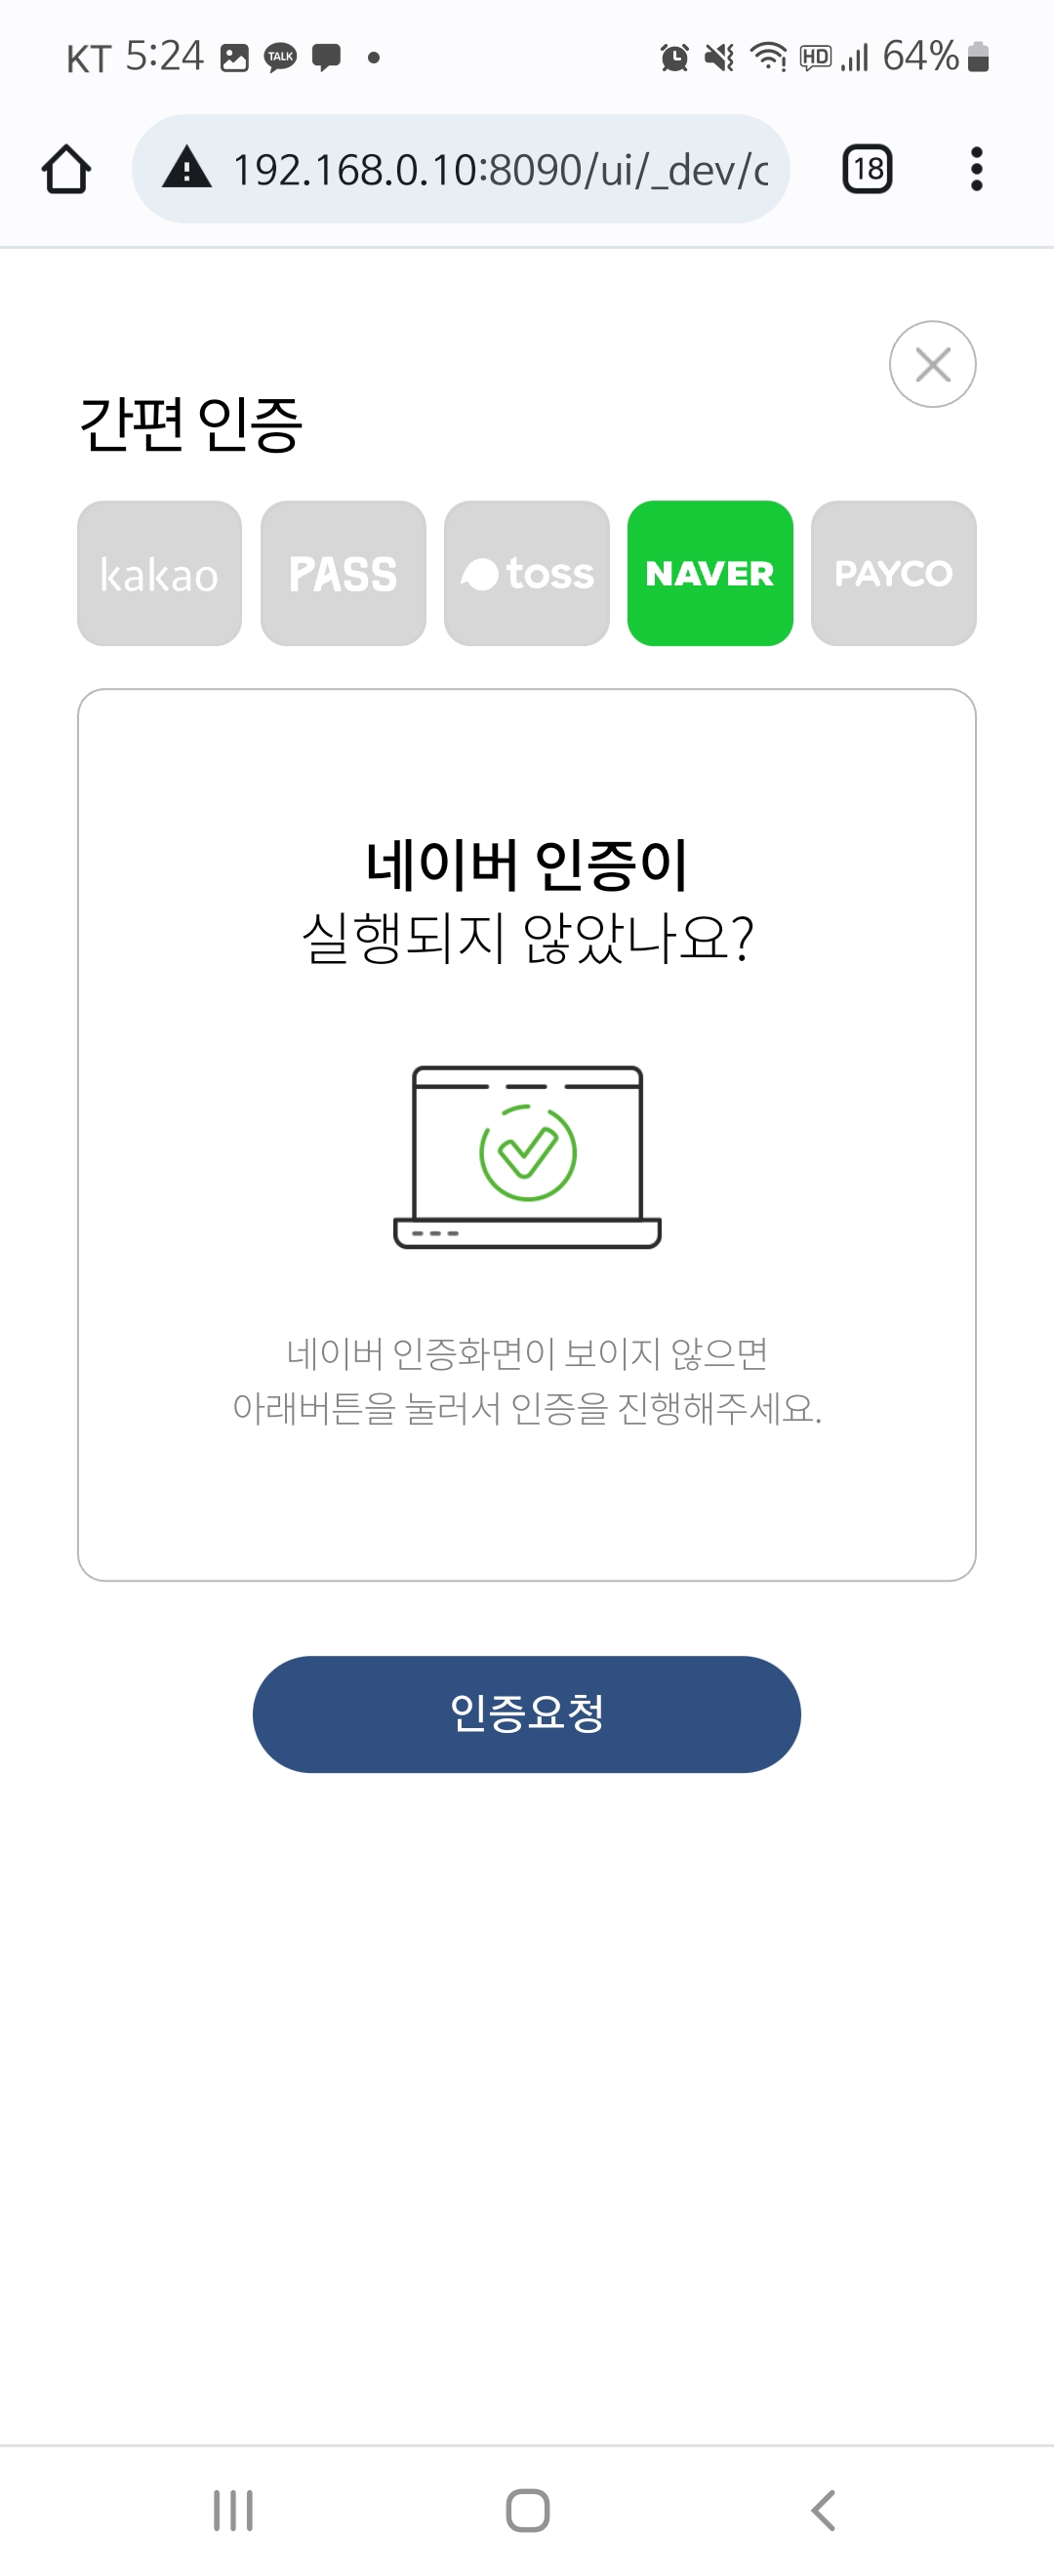 KT 5:24 TALK HD 64%
192.168.0.10:8090/ui/_dev/c 18
간편 인증
kakao PASS toss NAVER PAYCO
네이버 인증이
실행되지 않았나요?
네이버 인증화면이 보이지 않으면
아래버튼을 눌러서 인증을 진행해주세요.
인증요청